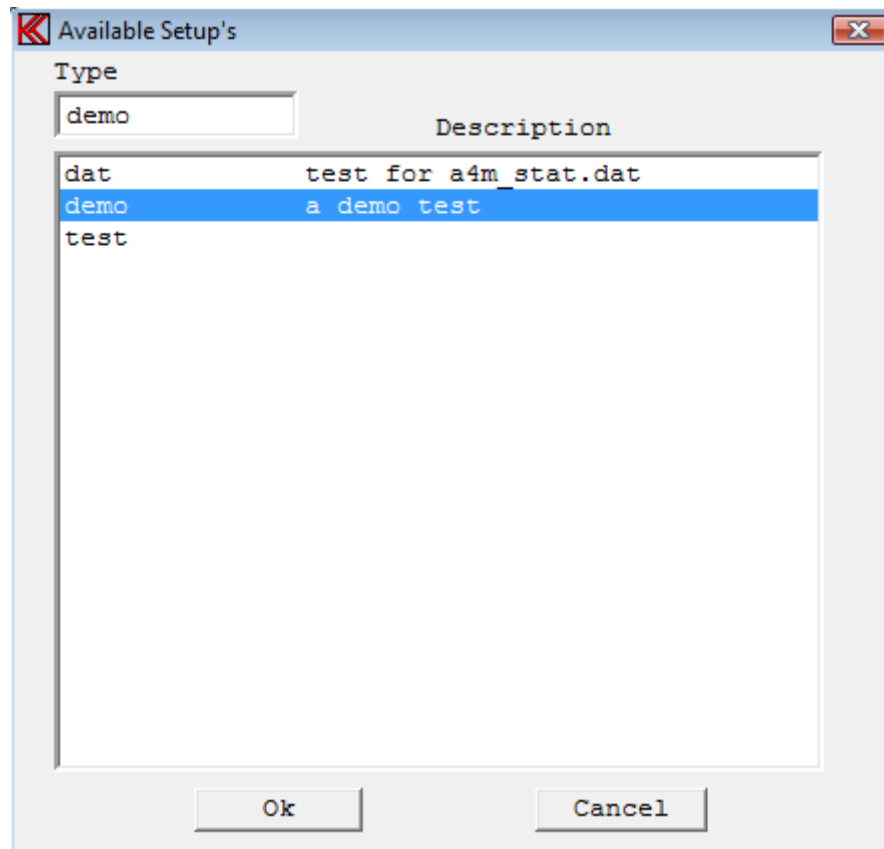 Available Setup's
Type
demo
Description
dat test for a4m_stat.dat
demo a demo test
test
Ok Cancel